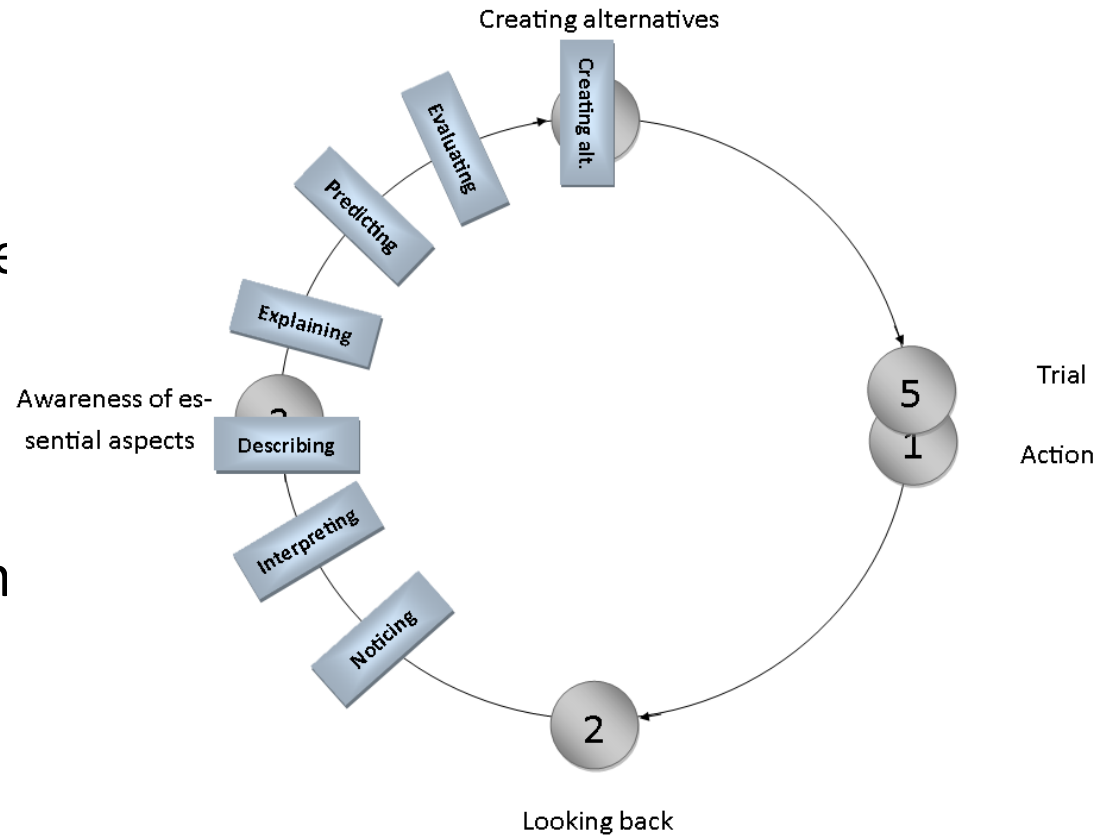 Creating alternatives
Creating alt.
Evaluating
Predicting
Explaining
Awareness of es-
sential aspects
Describing
Interpreting
Noticing
5
Trial
1
Action
2
Looking back